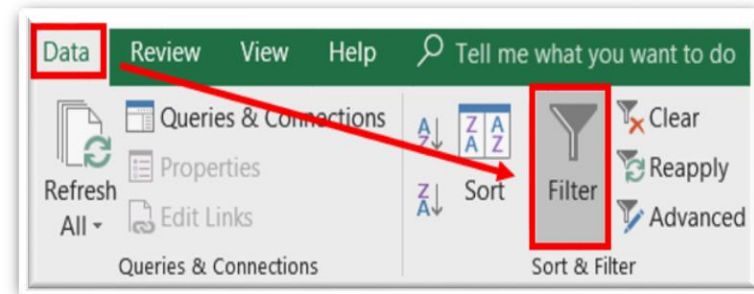 Data Review View Help Tell me what you want to do
Refresh All
Queries & Connections
Properties
Edit Links
Queries & Connections
A Z
Z A
Z A
A Z
Sort
Filter
Clear
Reapply
Advanced
Sort & Filter